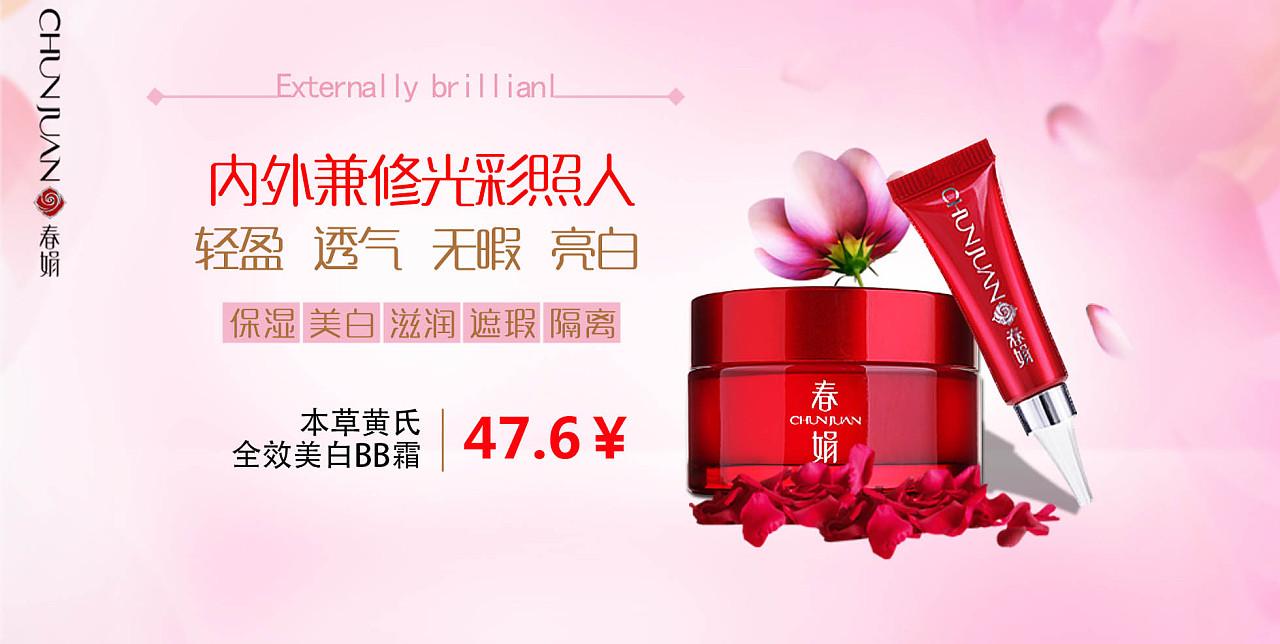 CHUNJUAN
春娟
Externally brillianl
内外兼修光彩照人
轻盈 透气 无暇 亮白
保湿 美白 滋润 遮瑕 隔离
本草黄氏
全效美白BB霜
47.6¥
春
CHUNJUAN
娟
CHUNJUAN
春娟